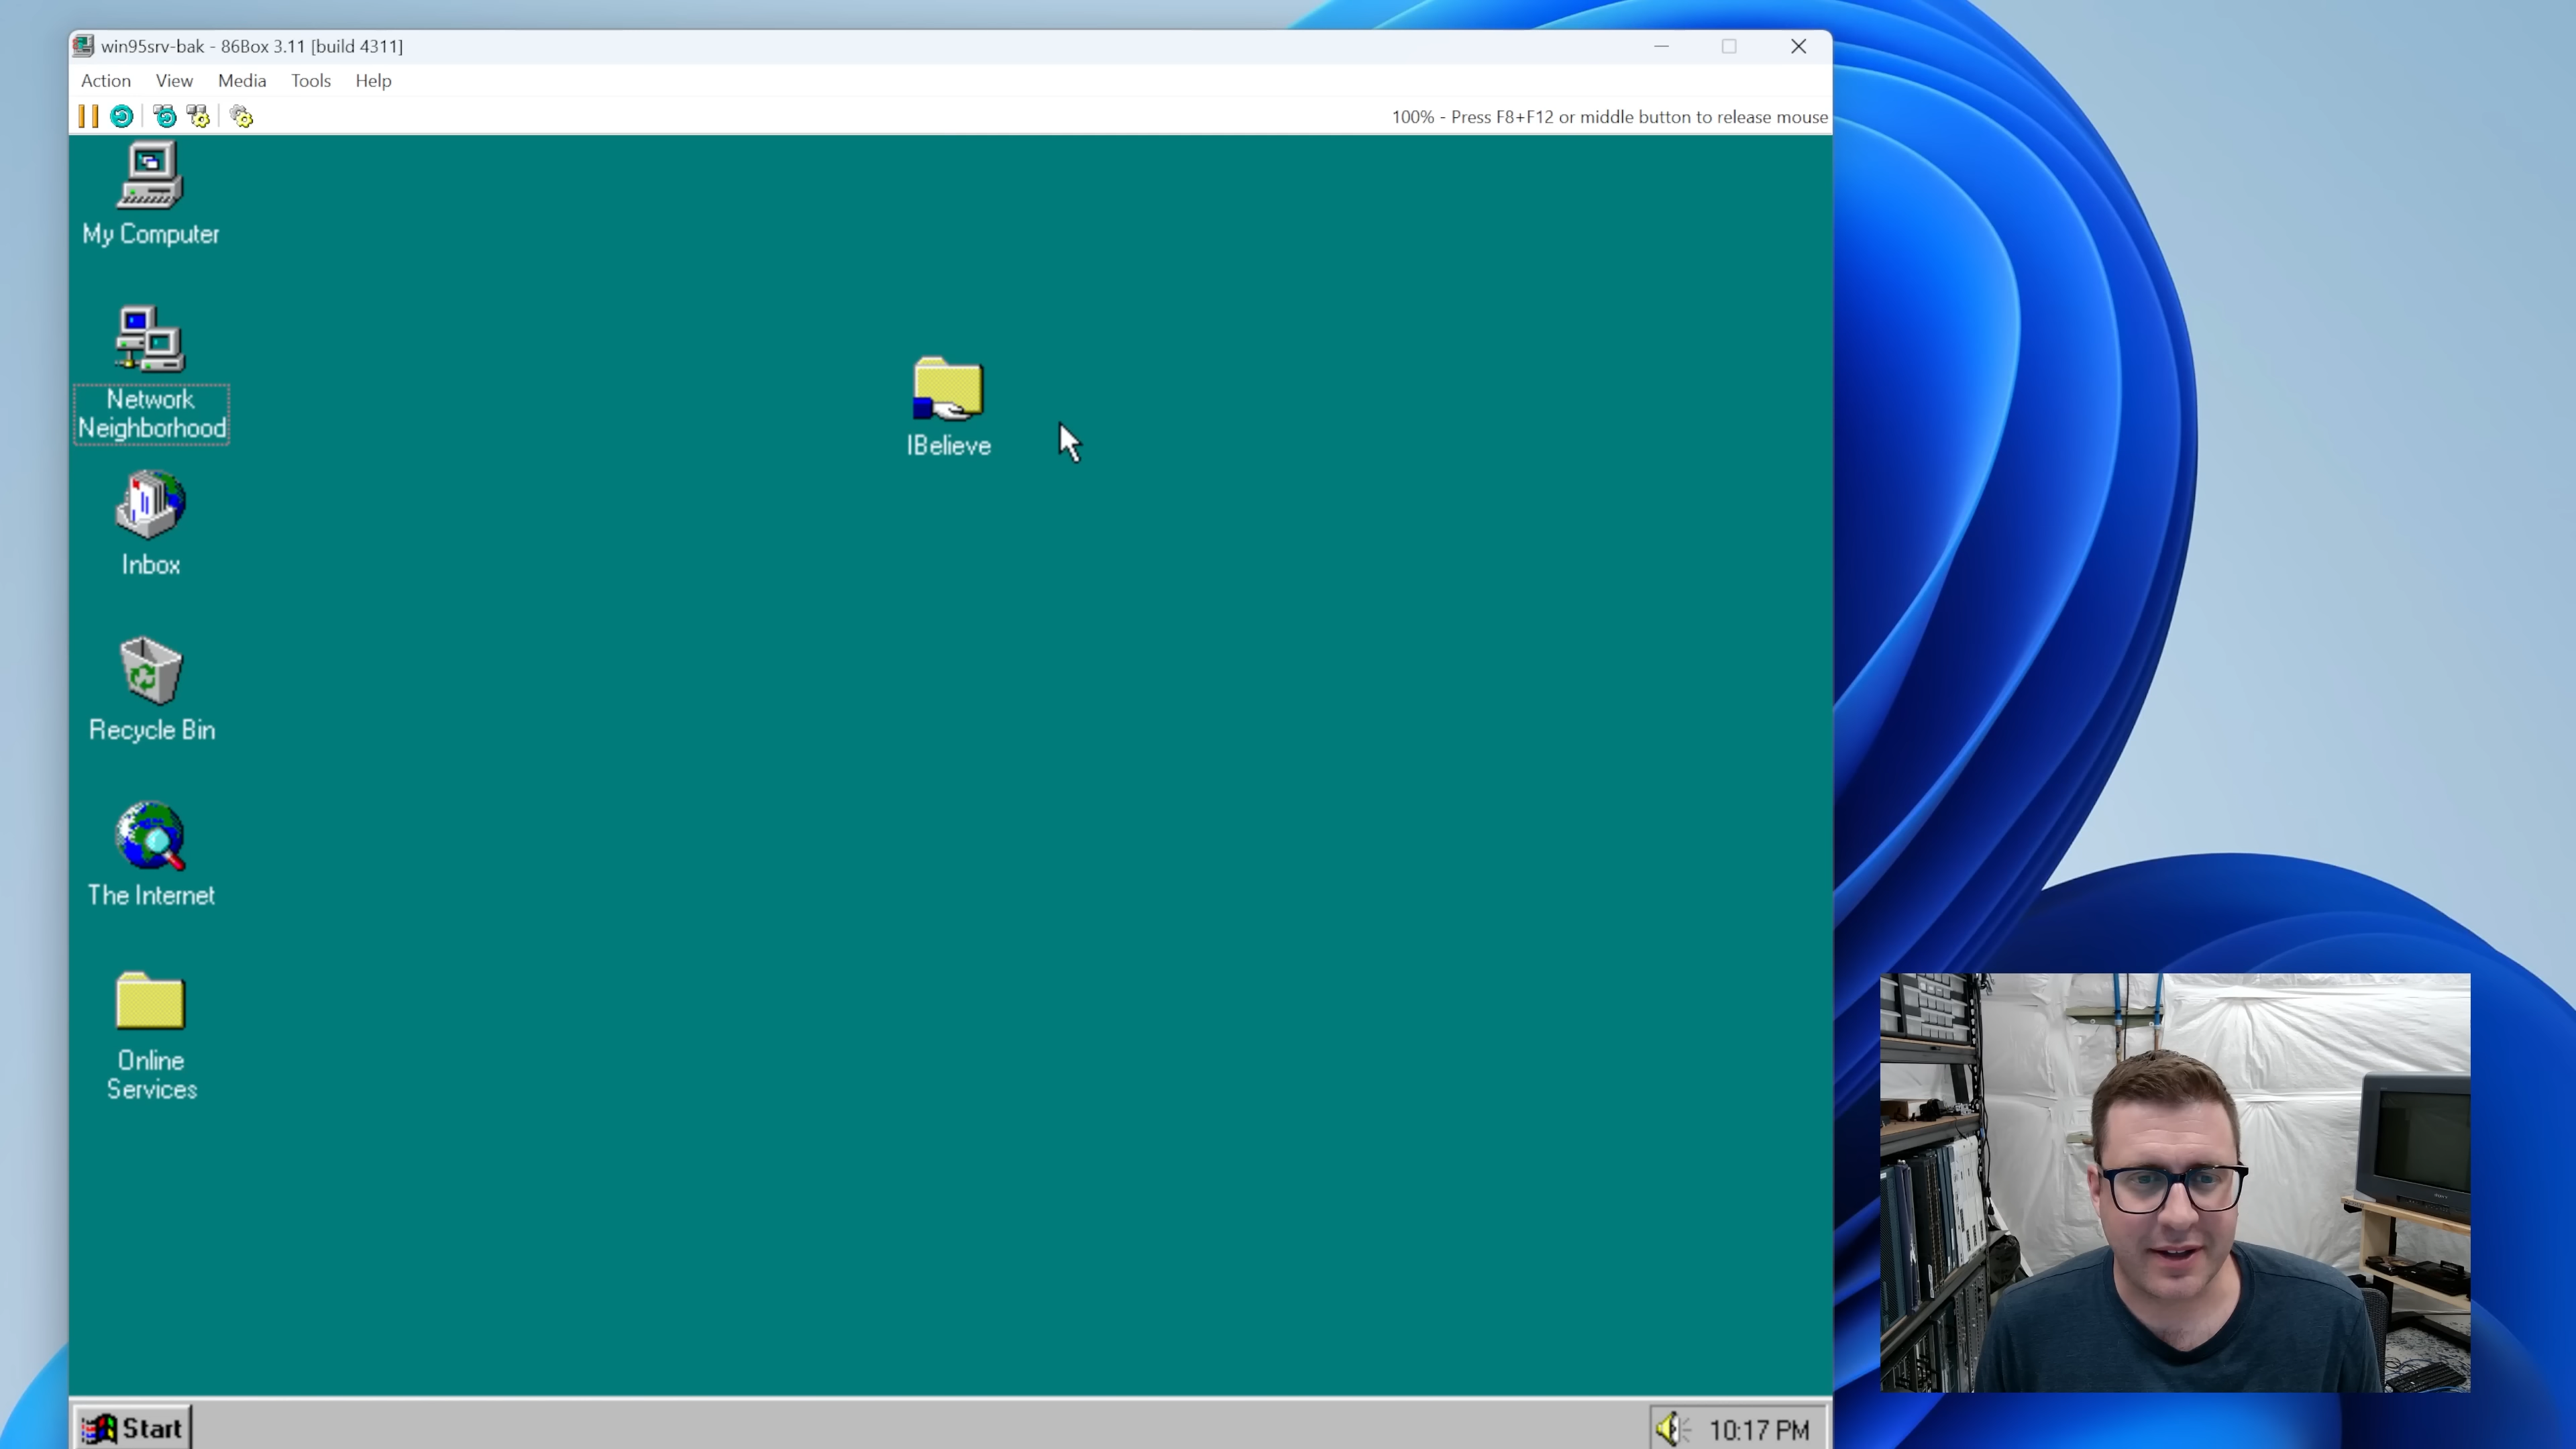 win95srv-bak - 86Box 3.11 [build 4311]
Action View Media Tools Help
100% - Press F8+F12 or middle button to release mouse
My Computer
Network
Neighborhood
IBelieve
Inbox
Recycle Bin
The Internet
Online
Services
Start
10:17 PM